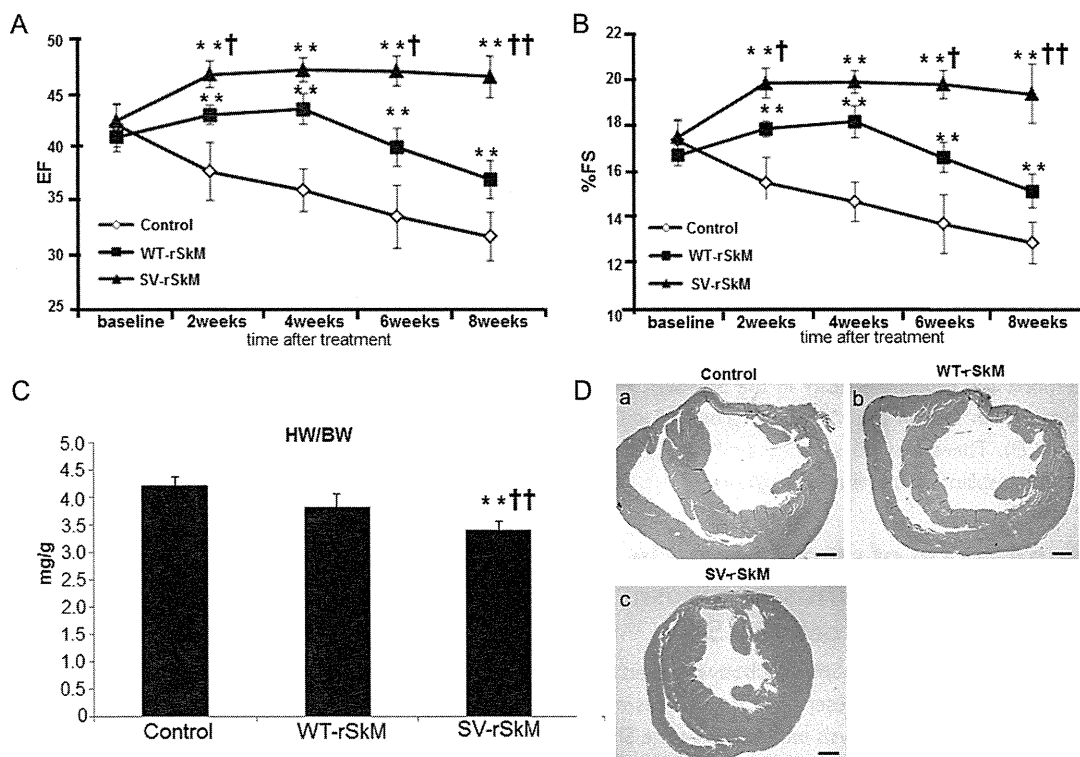 A
50
45
40
35
30
25
EF
**†
**
**†
**††
**
**
**
**
Control
WT-rSkM
SV-rSkM
baseline
2weeks
4weeks
6weeks
8weeks
time after treatment
B
22
20
18
16
14
12
10
%FS
**†
**
**†
**††
**
**
**
**
Control
WT-rSkM
SV-rSkM
baseline
2weeks
4weeks
6weeks
8weeks
time after treatment
C
HW/BW
5.0
4.5
4.0
3.5
3.0
2.5
2.0
1.5
1.0
0.5
0
mg/g
**††
Control
WT-rSkM
SV-rSkM
D
Control
a
WT-rSkM
b
SV-rSkM
c